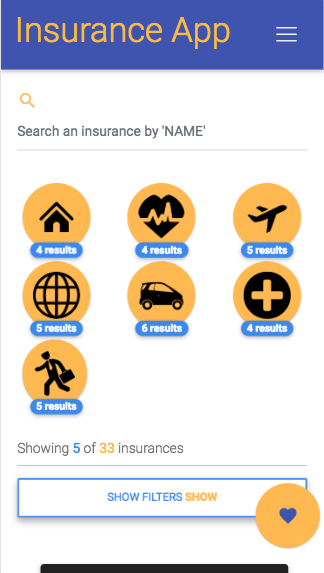 Insurance App
Search an insurance by 'NAME'
4 results
4 results
5 results
5 results
6 results
4 results
5 results
Showing 5 of 33 insurances
SHOW FILTERS SHOW